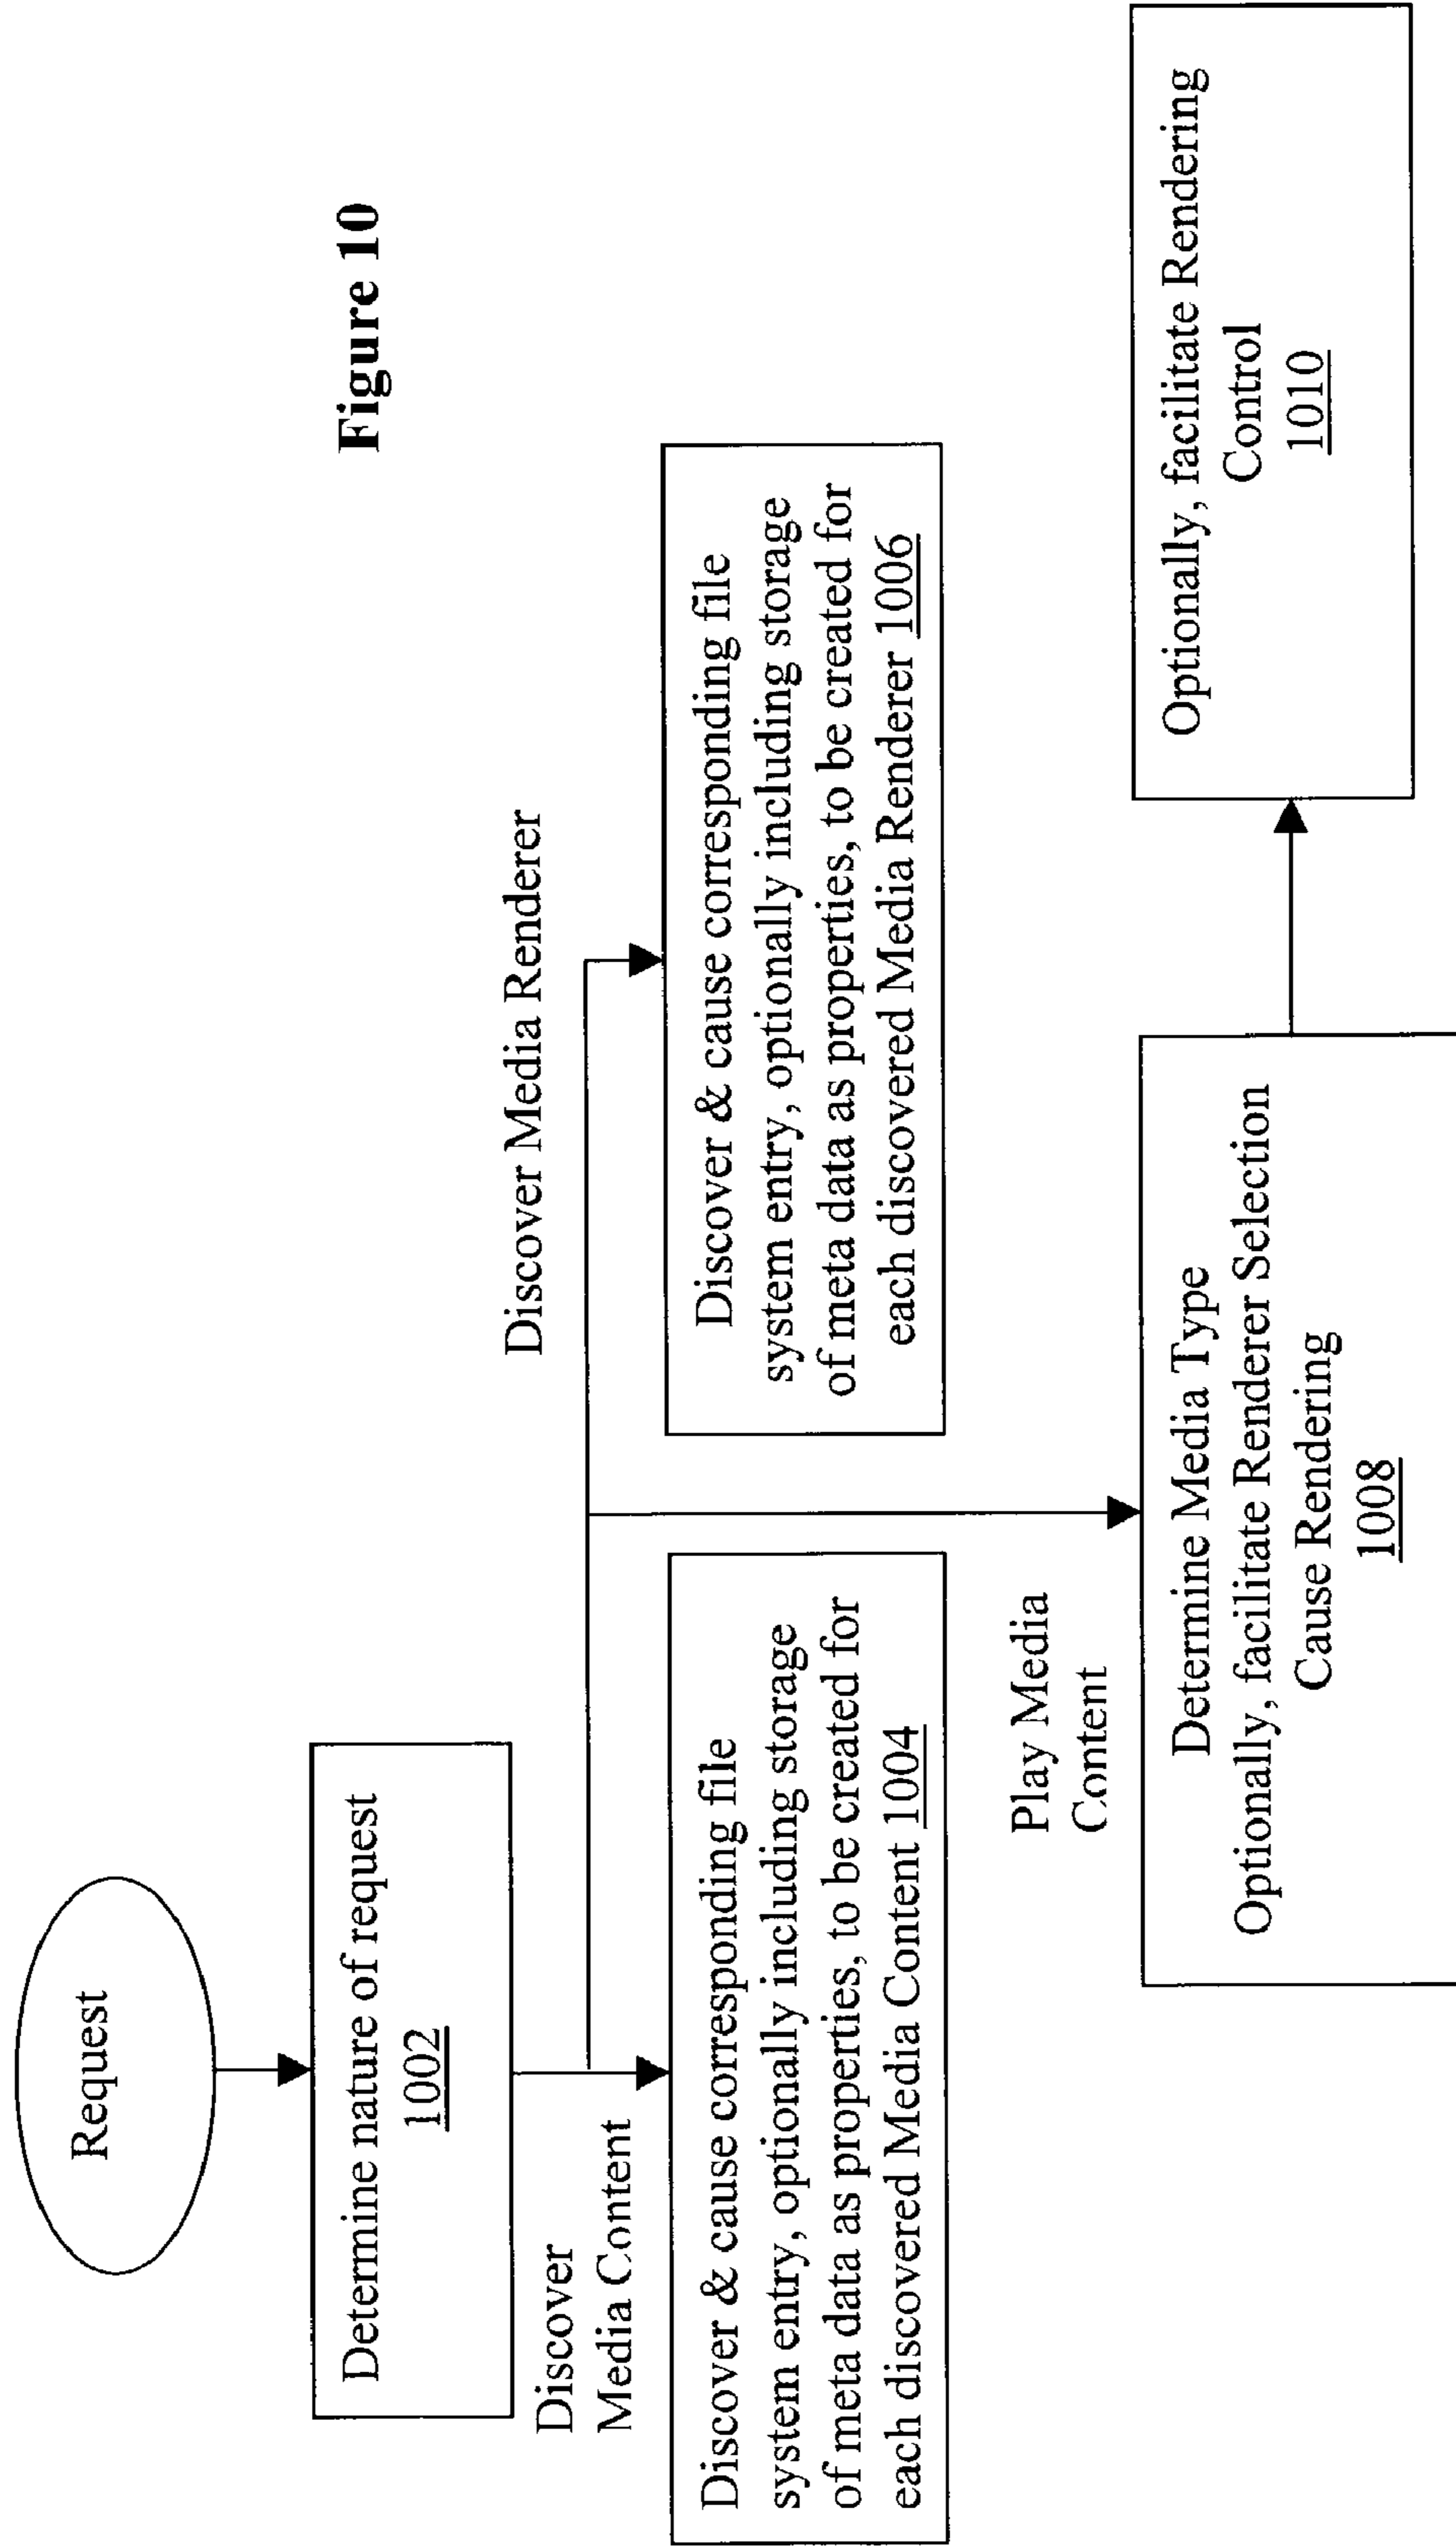 Figure 10
Request
Determine nature of request
1002
Discover
Media Content
Discover Media Renderer
Discover & cause corresponding file
system entry, optionally including storage
of meta data as properties, to be created for
each discovered Media Content 1004
Discover & cause corresponding file
system entry, optionally including storage
of meta data as properties, to be created for
each discovered Media Renderer 1006
Play Media
Content
Determine Media Type
Optionally, facilitate Renderer Selection
Cause Rendering
1008
Optionally, facilitate Rendering
Control
1010